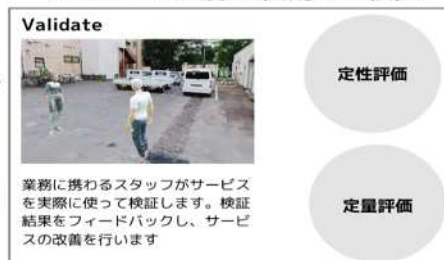 Validate
定性評価
業務に携わるスタッフがサービス
を実際に使って検証します。検証
結果をフィードバックし、サービ
スの改善を行います
定量評価